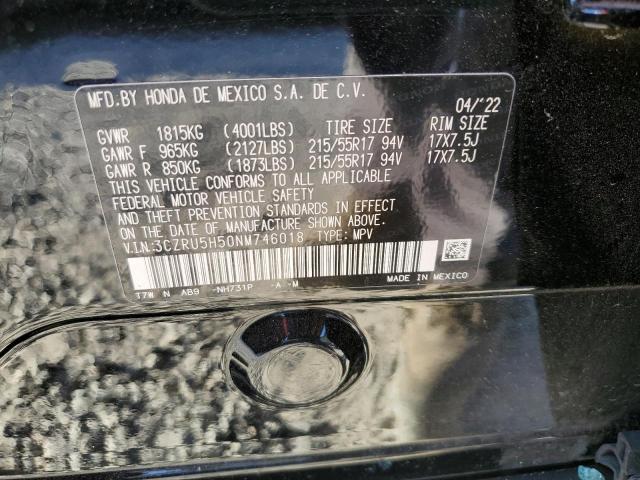 MFD.BY HONDA DE MEXICO S.A. DE C.V.
04/'22
GVWR 1815KG (4001LBS) TIRE SIZE RIM SIZE
GAWR F 965KG (2127LBS) 215/55R17 94V 17X7.5J
GAWR R 850KG (1873LBS) 215/55R17 94V 17X7.5J
THIS VEHICLE CONFORMS TO ALL APPLICABLE
FEDERAL MOTOR VEHICLE SAFETY
AND THEFT PREVENTION STANDARDS IN EFFECT
ON THE DATE OF MANUFACTURE SHOWN ABOVE.
V.I.N:3CZRU5H50NM746018 TYPE: MPV
T7W N AB9 -NH731P -A -M MADE IN MEXICO